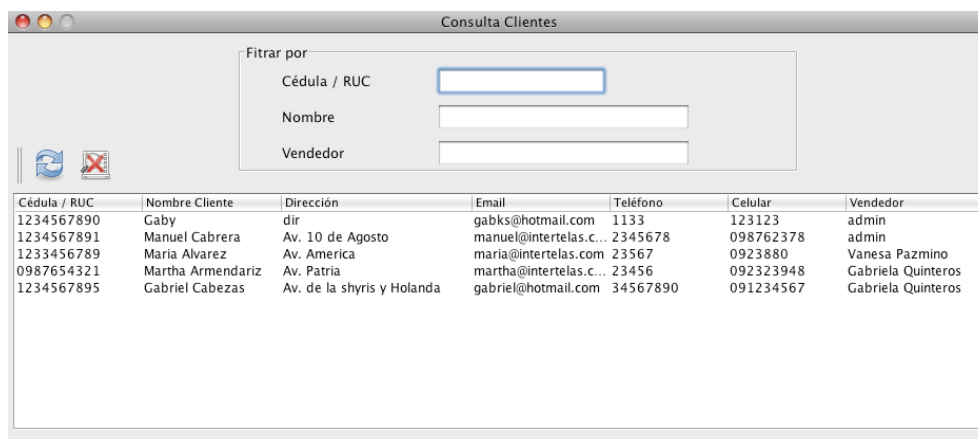 Consulta Clientes
Fitrar por
Cédula / RUC
Nombre
Vendedor
Cédula / RUC Nombre Cliente Dirección Email Teléfono Celular Vendedor
1234567890 Gaby dir gabks@hotmail.com 1133 123123 admin
1234567891 Manuel Cabrera Av. 10 de Agosto manuel@intertelas.c... 2345678 098762378 admin
1233456789 Maria Alvarez Av. America maria@intertelas.com 23567 0923880 Vanesa Pazmino
0987654321 Martha Armendariz Av. Patria martha@intertelas.c... 23456 092323948 Gabriela Quinteros
1234567895 Gabriel Cabezas Av. de la shyris y Holanda gabriel@hotmail.com 34567890 091234567 Gabriela Quinteros